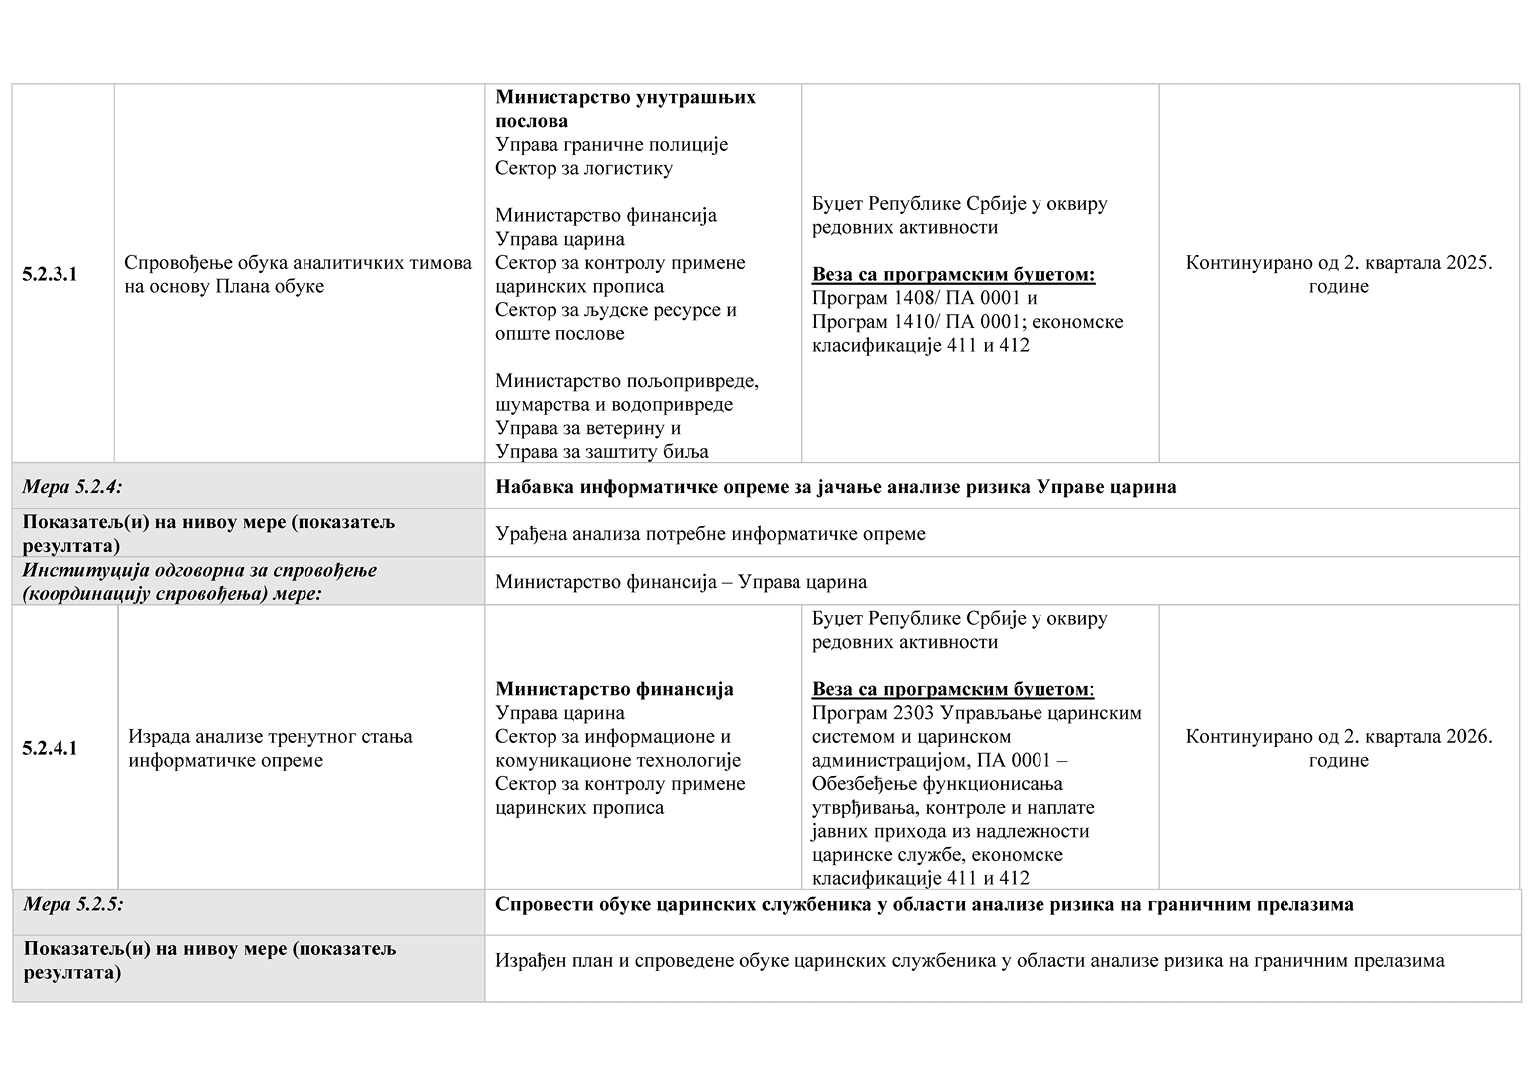 5.2.3.1
Спровођење обука аналитичких тимова
на основу Плана обуке
Министарство унутрашњих
послова
Управа граничне полиције
Сектор за логистику
Министарство финансија
Управа царина
Сектор за контролу примене
царинских прописа
Сектор за људске ресурсе и
опште послове
Министарство пољопривреде,
шумарства и водопривреде
Управа за ветерину и
Управа за заштиту биља
Буџет Републике Србије у оквиру
редовних активности
Веза са програмским буџетом:
Програм 1408/ ПА 0001 и
Програм 1410/ ПА 0001; економске
класификације 411 и 412
Континуирано од 2. квартала 2025.
године
Мера 5.2.4:
Набавка информатичке опреме за јачање анализе ризика Управе царина
Показатељ(и) на нивоу мере (показатељ
резултата)
Урађена анализа потребне информатичке опреме
Институција одговорна за спровођење
(координацију спровођења) мере:
Министарство финансија – Управа царина
5.2.4.1
Израда анализе тренутног стања
информатичке опреме
Министарство финансија
Управа царина
Сектор за информационе и
комуникационе технологије
Сектор за контролу примене
царинских прописа
Буџет Републике Србије у оквиру
редовних активности
Веза са програмским буџетом:
Програм 2303 Управљање царинским
системом и царинском
администрацијом, ПА 0001 –
Обезбеђење функционисања
утврђивања, контроле и наплате
јавних прихода из надлежности
царинске службе, економске
класификације 411 и 412
Континуирано од 2. квартала 2026.
године
Мера 5.2.5:
Спровести обуке царинских службеника у области анализе ризика на граничним прелазима
Показатељ(и) на нивоу мере (показатељ
резултата)
Израђен план и спроведене обуке царинских службеника у области анализе ризика на граничним прелазима